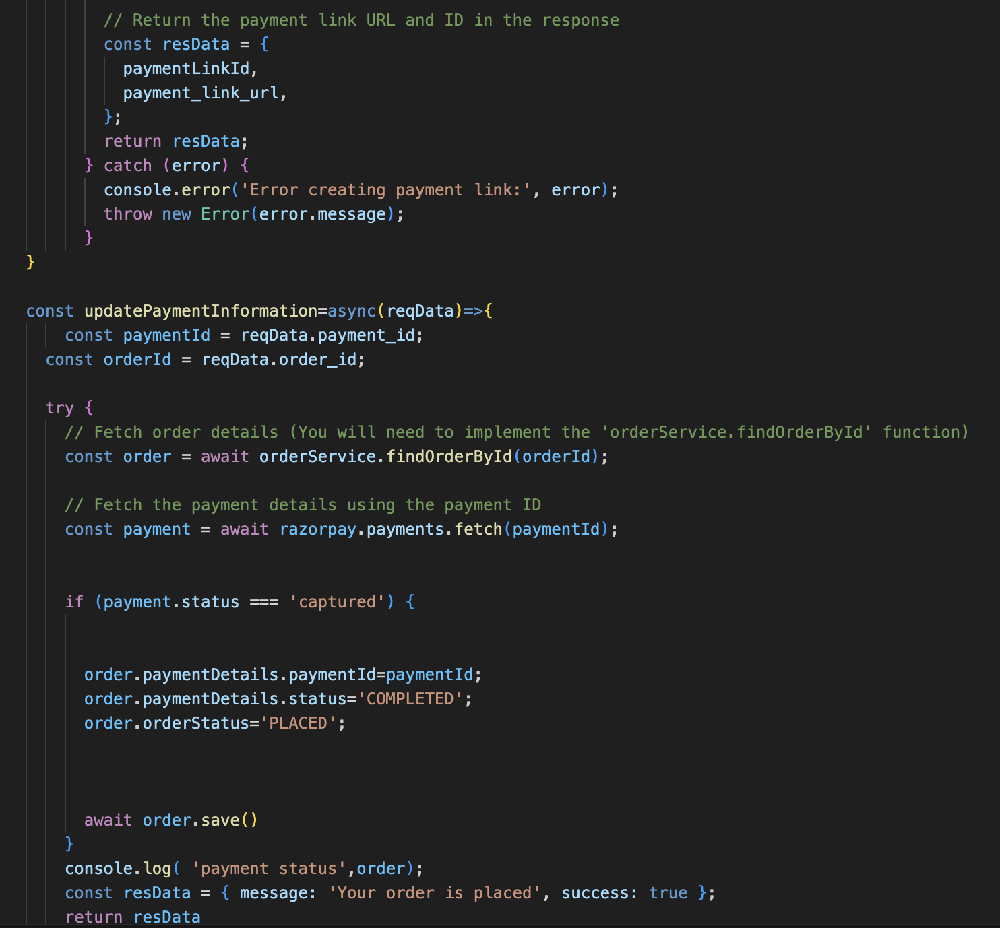 // Return the payment link URL and ID in the response
const resData = {
paymentLinkId,
payment_link_url,
};
return resData;
} catch (error) {
console.error('Error creating payment link:', error);
throw new Error(error.message);
}
}
const updatePaymentInformation=async(reqData)=>{
const paymentId = reqData.payment_id;
const orderId = reqData.order_id;
try {
// Fetch order details (You will need to implement the 'orderService.findOrderById' function)
const order = await orderService.findOrderById(orderId);
// Fetch the payment details using the payment ID
const payment = await razorpay.payments.fetch(paymentId);
if (payment.status === 'captured') {
order.paymentDetails.paymentId=paymentId;
order.paymentDetails.status='COMPLETED';
order.orderStatus='PLACED';
await order.save()
}
console.log( 'payment status',order);
const resData = { message: 'Your order is placed', success: true };
return resData